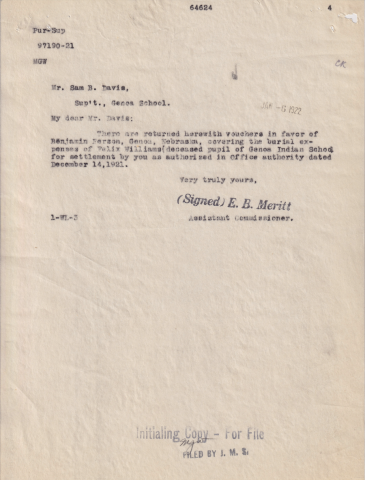 64624 4
Pur-Sup
97190-21
MGW
CK
Mr. Sam B. Davis,
Sup't., Genoa School.
JAN -6 1922
My dear Mr. Davis:
There are returned herewith vouchers in favor of
Benjamin Person, Genoa, Nebraska, covering the burial ex-
penses of Felix Williams(deceased pupil of Genoa Indian School
for settlement by you as authorized in Office authority dated
December 14,1921.
Very truly yours,
(Signed) E. B. Meritt
Assistant Commissioner.
1-WL-3
Initialing Copy - For File
FILED BY J. M. S.